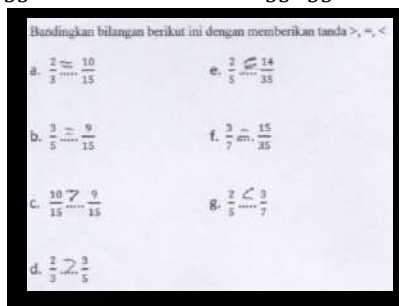 Bandingkan bilangan berikut ini dengan memberikan tanda >, =, <
a. 2/3 = 10/15
e. 2/5 = 14/35
b. 3/5 = 9/15
f. 3/7 = 15/35
c. 10/15 > 9/15
g. 2/5 < 3/7
d. 2/3 > 3/5